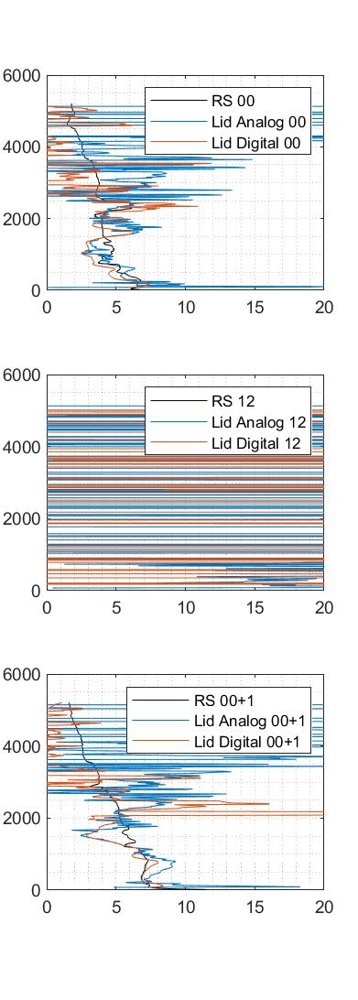 6000
RS 00
Lid Analog 00
Lid Digital 00
4000
2000
0
0 5 10 15 20
6000
RS 12
Lid Analog 12
Lid Digital 12
4000
2000
0
0 5 10 15 20
6000
RS 00+1
Lid Analog 00+1
Lid Digital 00+1
4000
2000
0
0 5 10 15 20